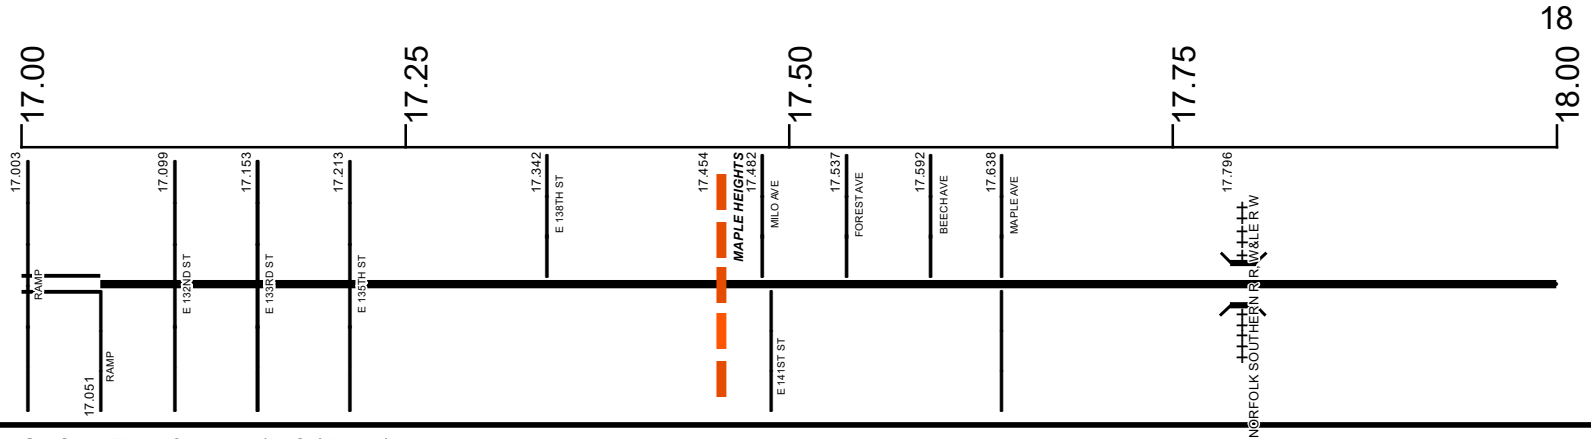 18
17.00
17.25
17.50
17.75
18.00
17.003
17.099
17.153
17.213
17.342
17.454
MAPLE HEIGHTS
17.482
17.537
17.592
17.638
17.796
E 138TH ST
MILO AVE
FOREST AVE
BEECH AVE
MAPLE AVE
RAMP
E 132ND ST
E 133RD ST
E 135TH ST
NORFOLK SOUTHERN R R, W&LE R W
17.051
RAMP
E 141ST ST